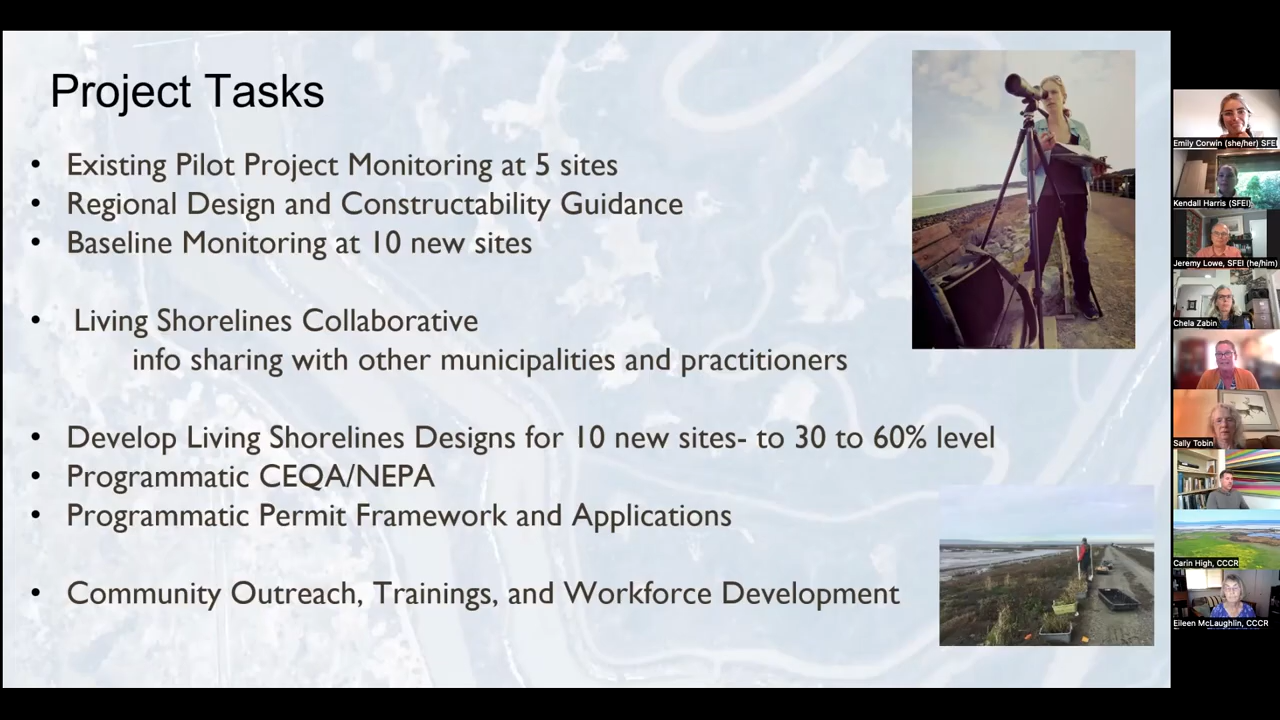 Project Tasks
• Existing Pilot Project Monitoring at 5 sites
• Regional Design and Constructability Guidance
• Baseline Monitoring at 10 new sites
• Living Shorelines Collaborative
info sharing with other municipalities and practitioners
• Develop Living Shorelines Designs for 10 new sites- to 30 to 60% level
• Programmatic CEQA/NEPA
• Programmatic Permit Framework and Applications
• Community Outreach, Trainings, and Workforce Development
Emily Corwin (she/her) SFE
Kendall Harris (SFEI)
Jeremy Lowe, SFEI (he/him)
Chela Zabin
Sally Tobin
Carin High, CCCR
Eileen McLaughlin, CCCR